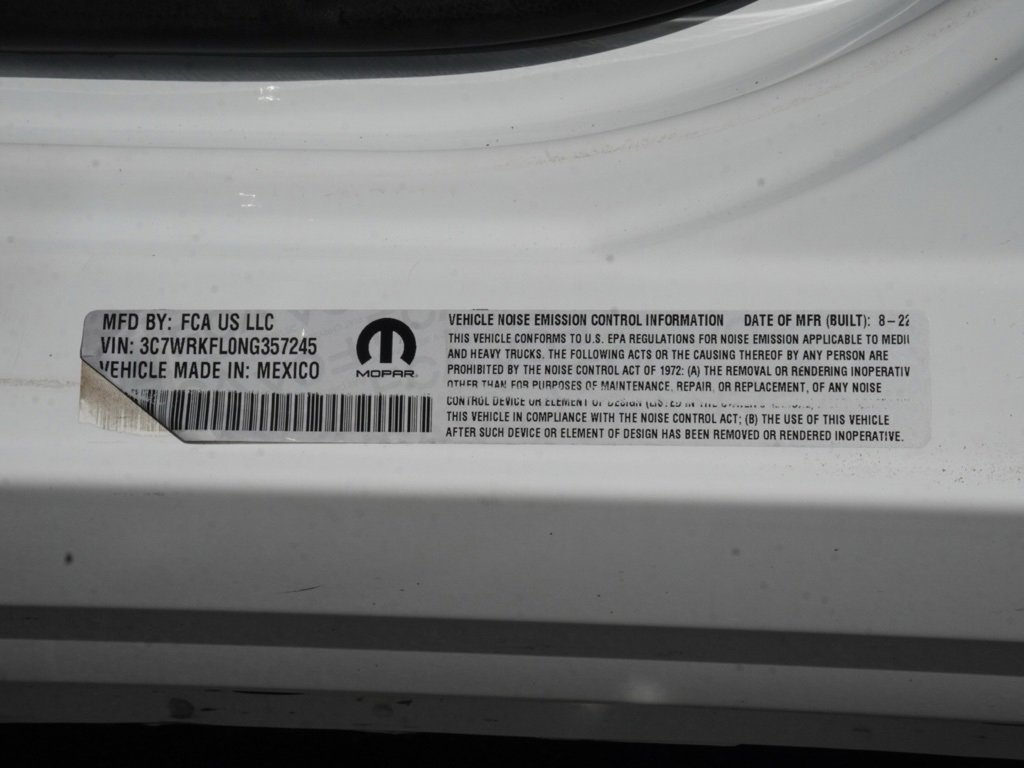 MFD BY: FCA US LLC
VIN: 3C7WRKFL0NG357245
VEHICLE MADE IN: MEXICO
MOPAR
VEHICLE NOISE EMISSION CONTROL INFORMATION DATE OF MFR (BUILT): 8-22
THIS VEHICLE CONFORMS TO U.S. EPA REGULATIONS FOR NOISE EMISSION APPLICABLE TO MEDIU
AND HEAVY TRUCKS. THE FOLLOWING ACTS OR THE CAUSING THEREOF BY ANY PERSON ARE
PROHIBITED BY THE NOISE CONTROL ACT OF 1972: (A) THE REMOVAL OR RENDERING INOPERATIV
OTHER THAN FOR PURPOSES OF MAINTENANCE, REPAIR, OR REPLACEMENT, OF ANY NOISE
CONTROL DEVICE OR ELEMENT OF DESIGN (LISTED IN THE
THIS VEHICLE IN COMPLIANCE WITH THE NOISE CONTROL ACT; (B) THE USE OF THIS VEHICLE
AFTER SUCH DEVICE OR ELEMENT OF DESIGN HAS BEEN REMOVED OR RENDERED INOPERATIVE.